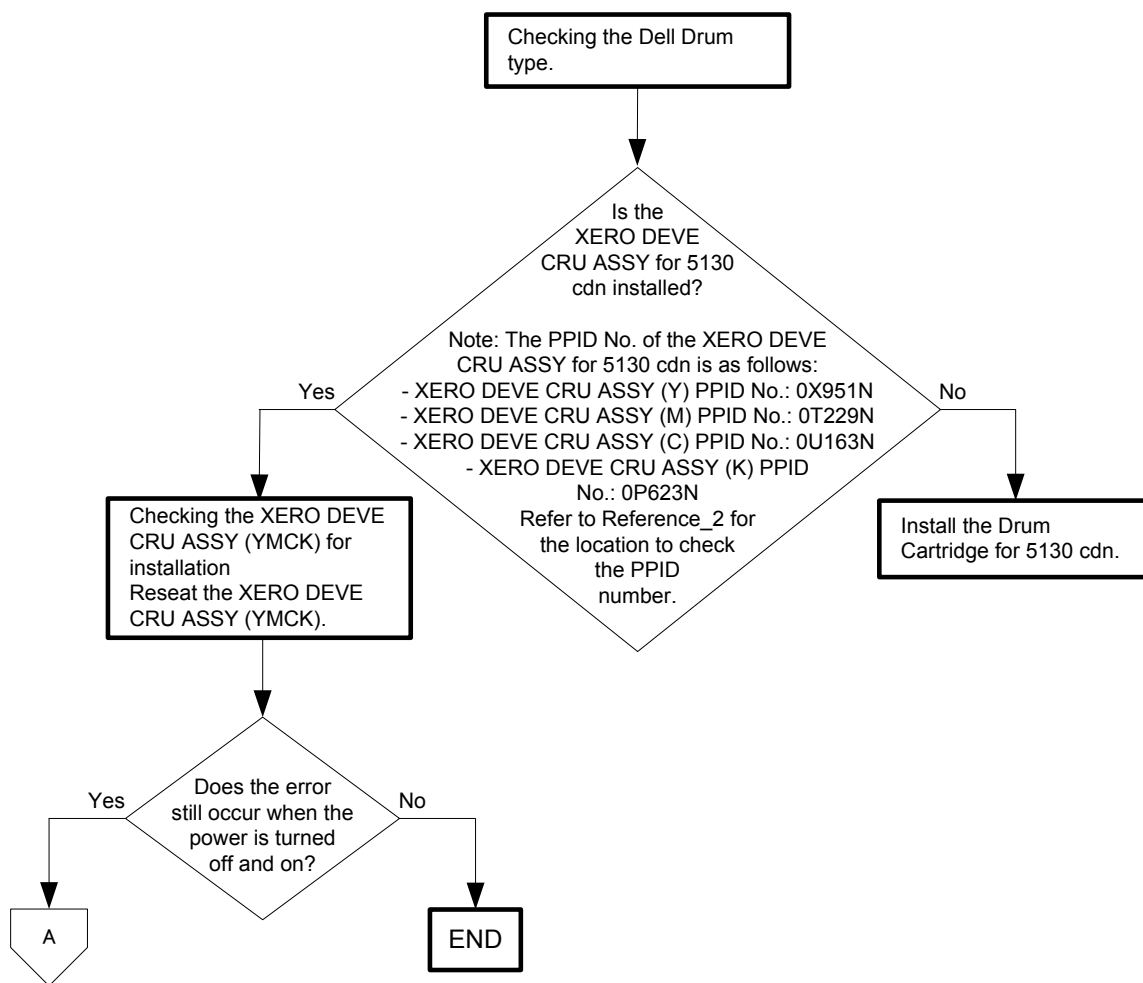 Checking the Dell Drum
type.
Is the
XERO DEVE
CRU ASSY for 5130
cdn installed?
Note: The PPID No. of the XERO DEVE
CRU ASSY for 5130 cdn is as follows:
- XERO DEVE CRU ASSY (Y) PPID No.: 0X951N
- XERO DEVE CRU ASSY (M) PPID No.: 0T229N
- XERO DEVE CRU ASSY (C) PPID No.: 0U163N
- XERO DEVE CRU ASSY (K) PPID
No.: 0P623N
Refer to Reference_2 for
the location to check
the PPID
number.
Yes
No
Checking the XERO DEVE
CRU ASSY (YMCK) for
installation
Reseat the XERO DEVE
CRU ASSY (YMCK).
Install the Drum
Cartridge for 5130 cdn.
Does the error
still occur when the
power is turned
off and on?
Yes
No
A
END